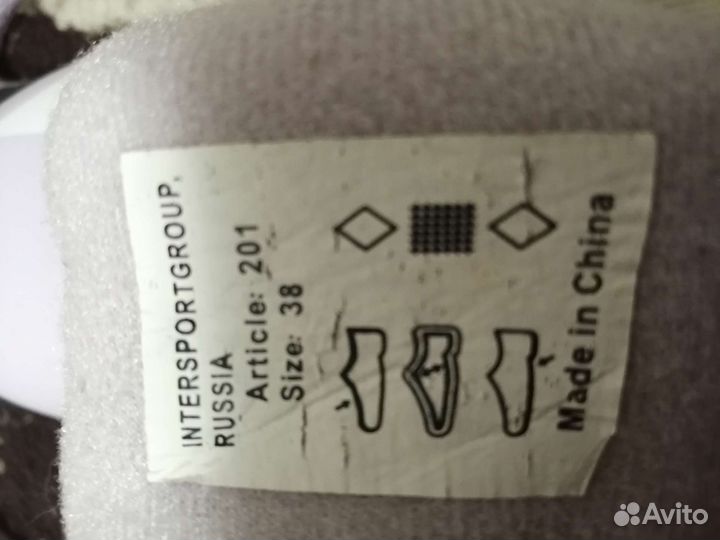 INTERSPORTGROUP,
RUSSIA
Article: 201
Size: 38
Made in China
Avito